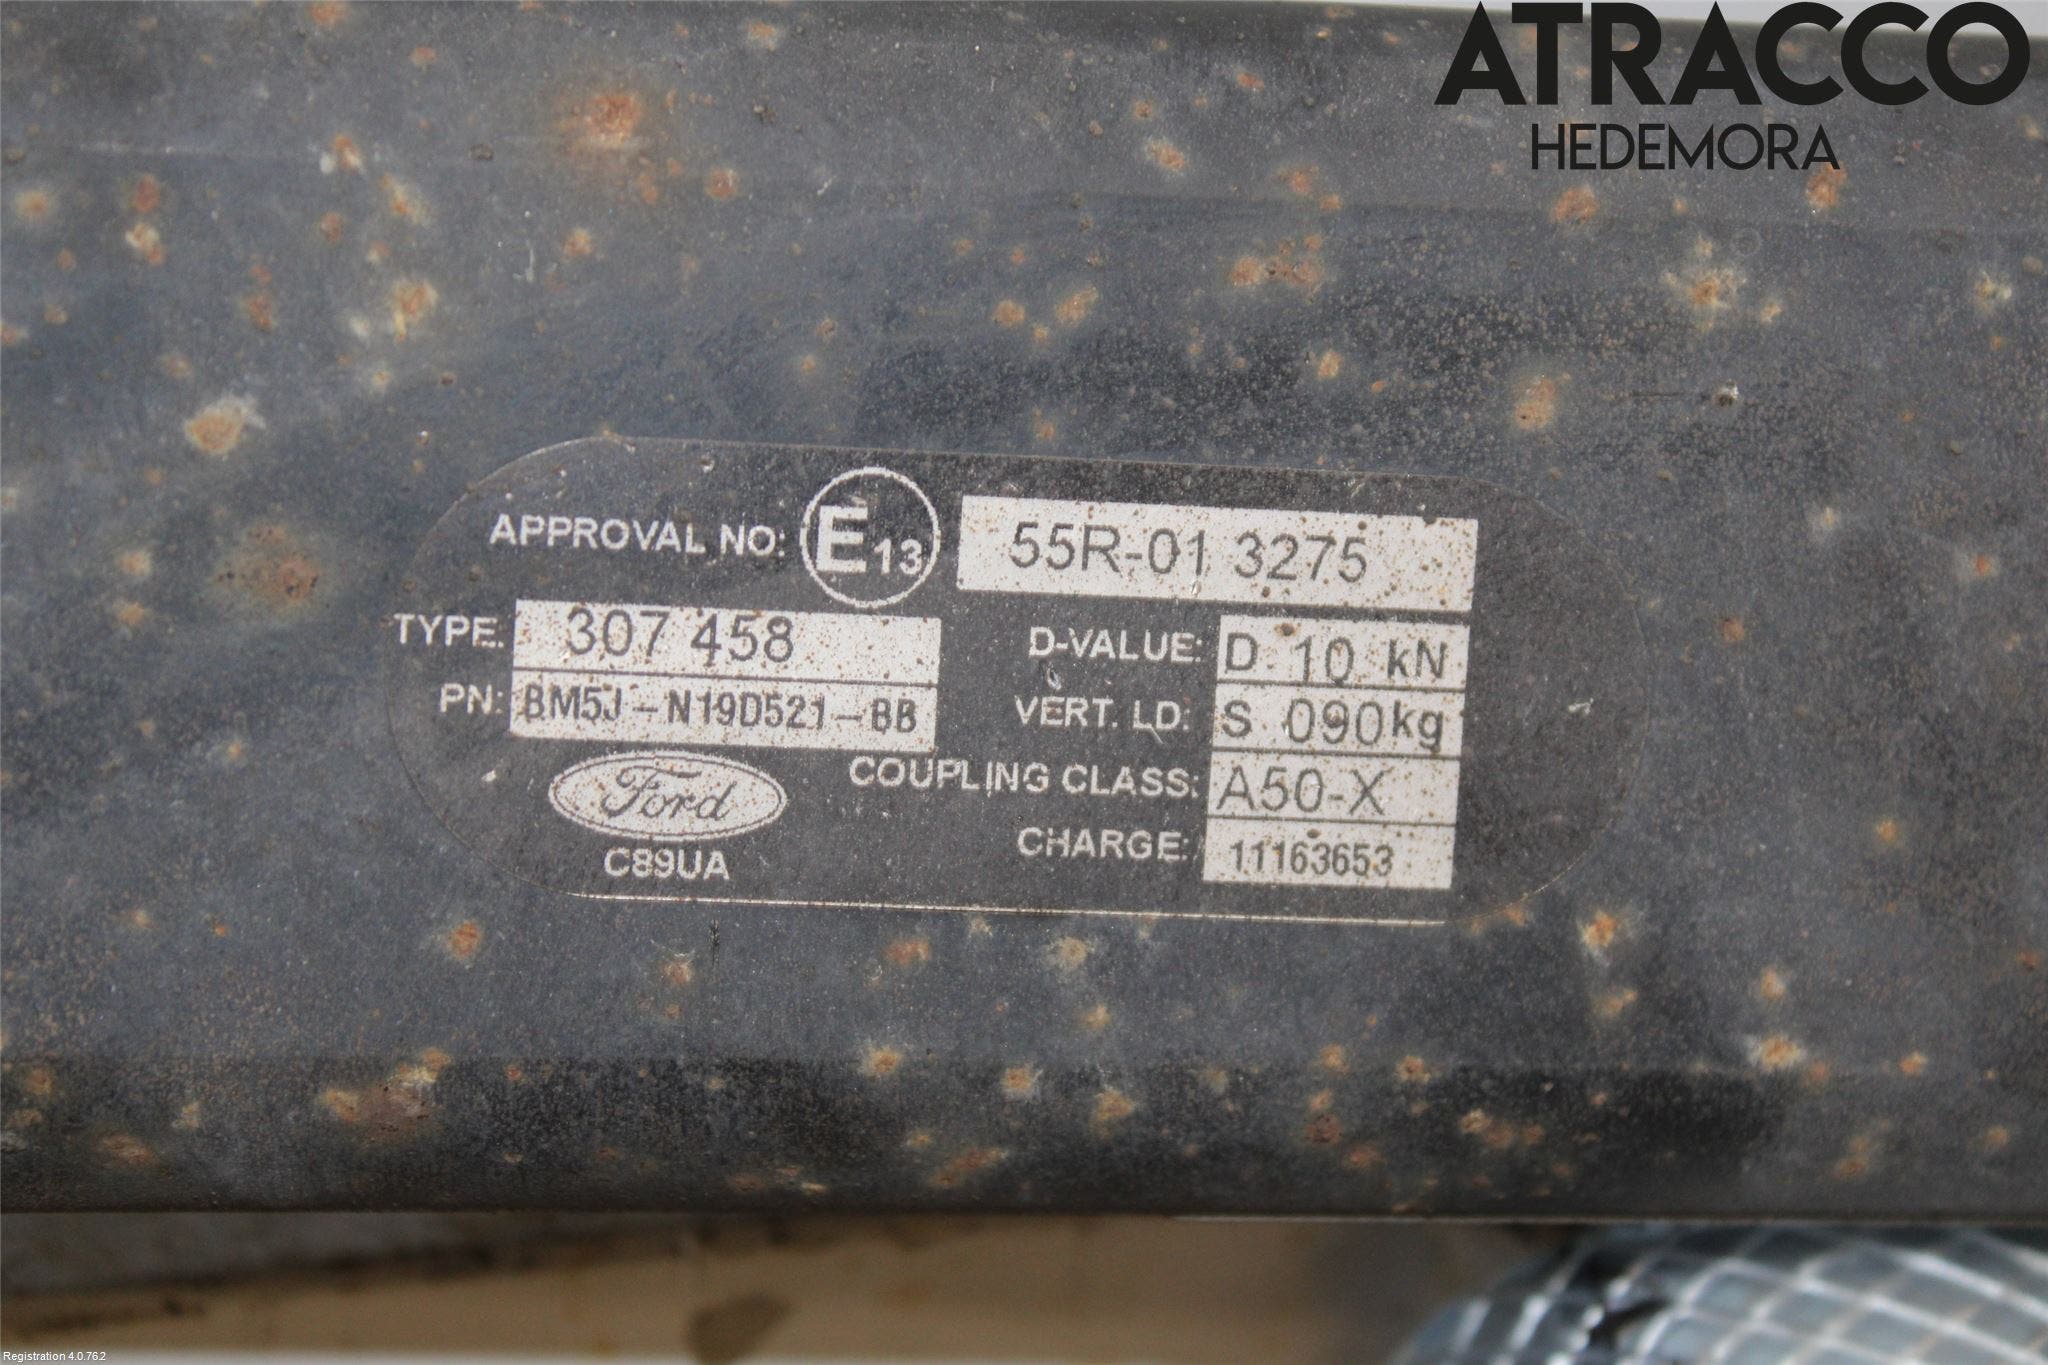 ATRACCO
HEDEMORA
APPROVAL NO: E13 55R-01 3275
TYPE: 307 458
PN: BM5J-N19D521-BB
Ford
C89UA
D-VALUE: D 10 kN
VERT. LD: S 090kg
COUPLING CLASS: A50-X
CHARGE: 11163653
Registration 4.0.762